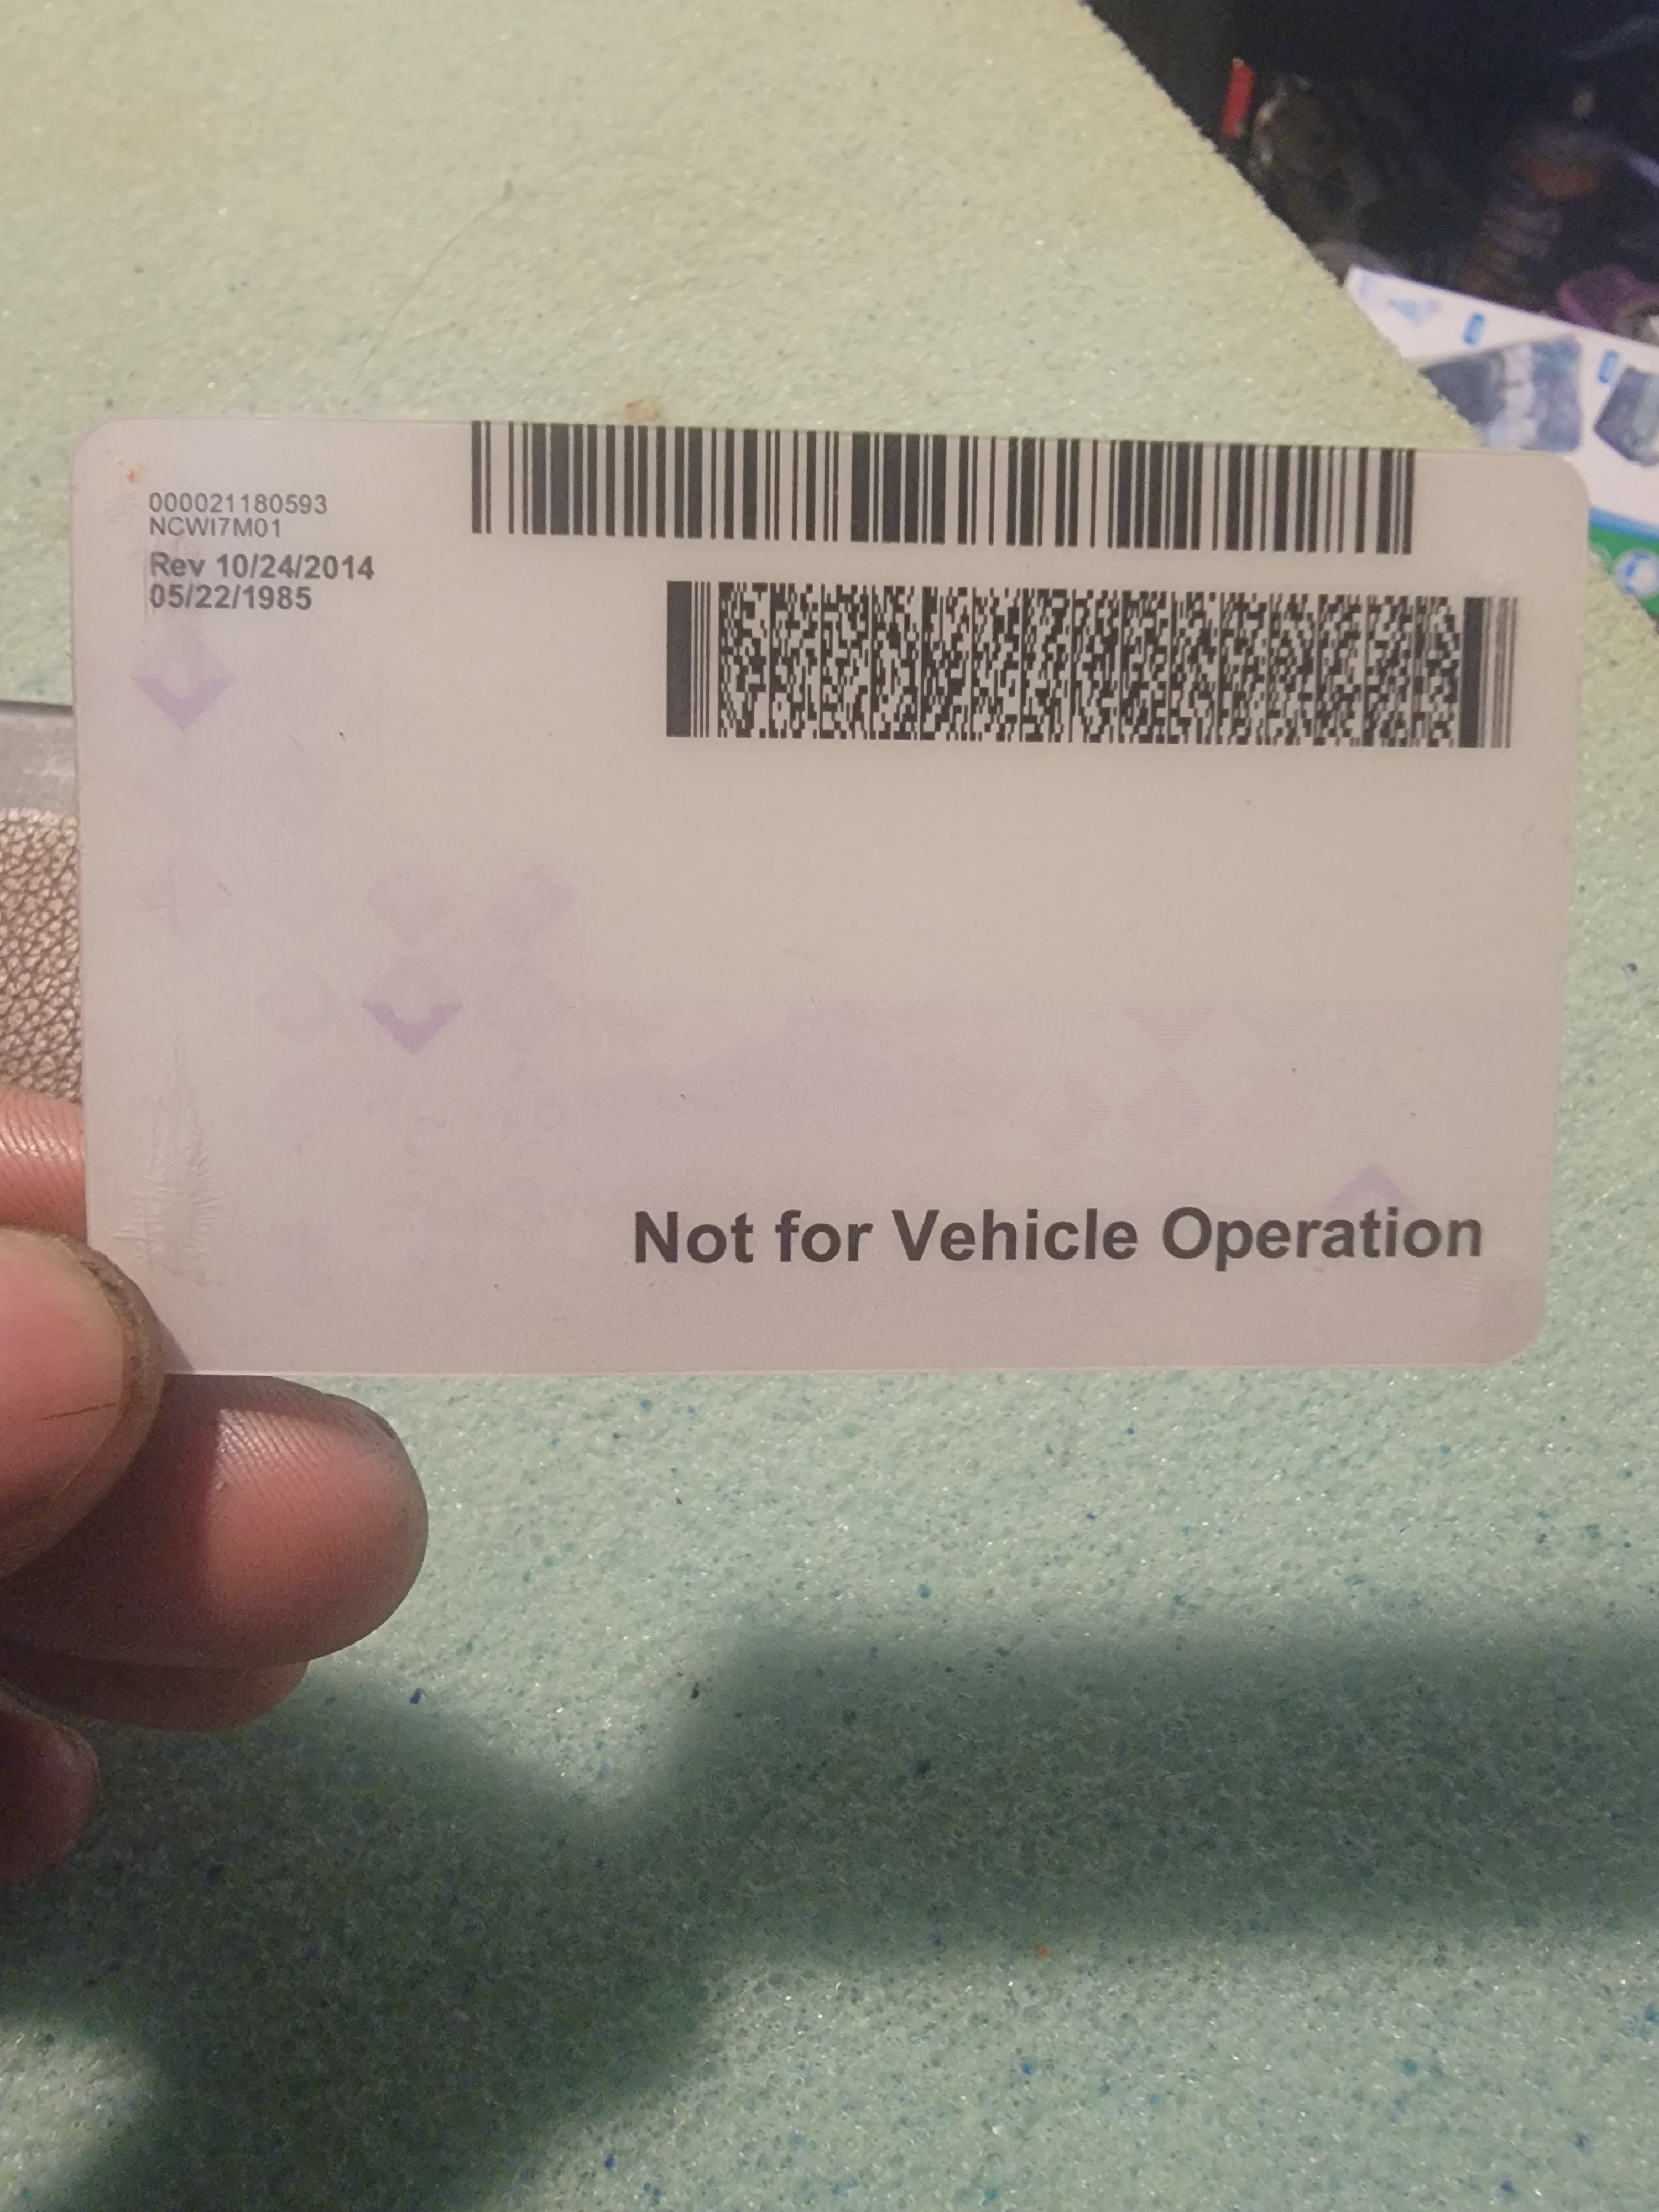 000021180593
NCWI7M01
Rev 10/24/2014
05/22/1985
Not for Vehicle Operation